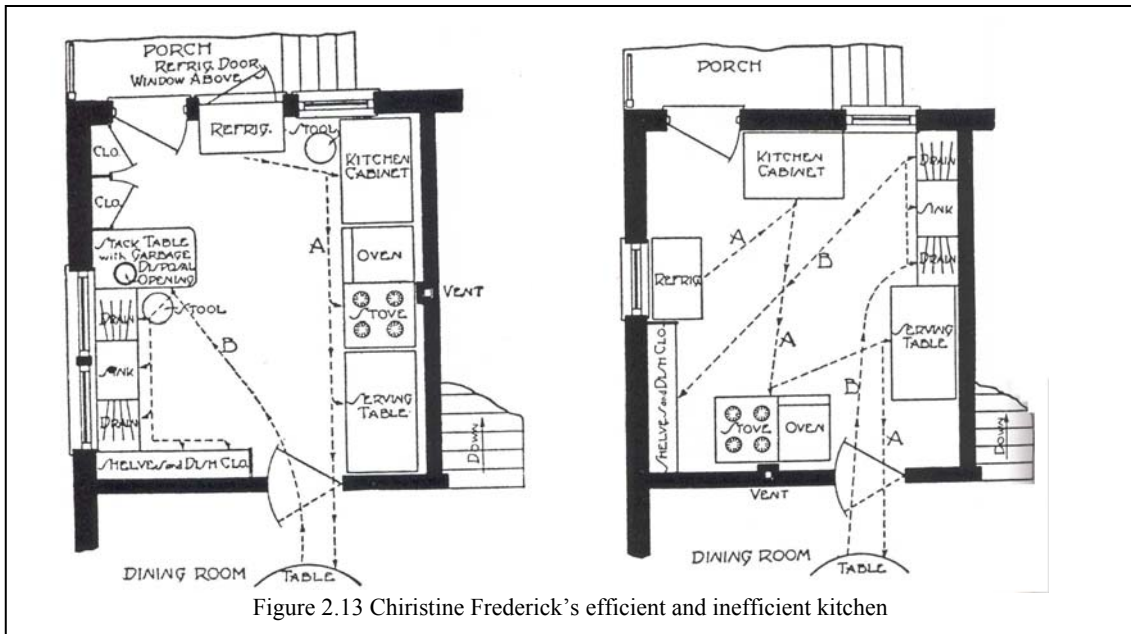 PORCH
REFRIG. DOOR
WINDOW ABOVE
REFRIG.
STOOL
CLO.
CLO.
KITCHEN
CABINET
A
OVEN
STACK TABLE
with GARBAGE
DISPOSAL
OPENING
STOOL
VENT
STOVE
DRAIN
B
SINK
SERVING
TABLE
DRAIN
SHELVES and DISH CLO.
DOWN
DINING ROOM
TABLE
PORCH
KITCHEN
CABINET
DRAIN
SINK
A
B
DRAIN
REFRIG.
SERVING
TABLE
A
B
SHELVES and DISH CLO.
STOVE
OVEN
A
DOWN
VENT
DINING ROOM
TABLE
Figure 2.13 Chiristine Frederick’s efficient and inefficient kitchen